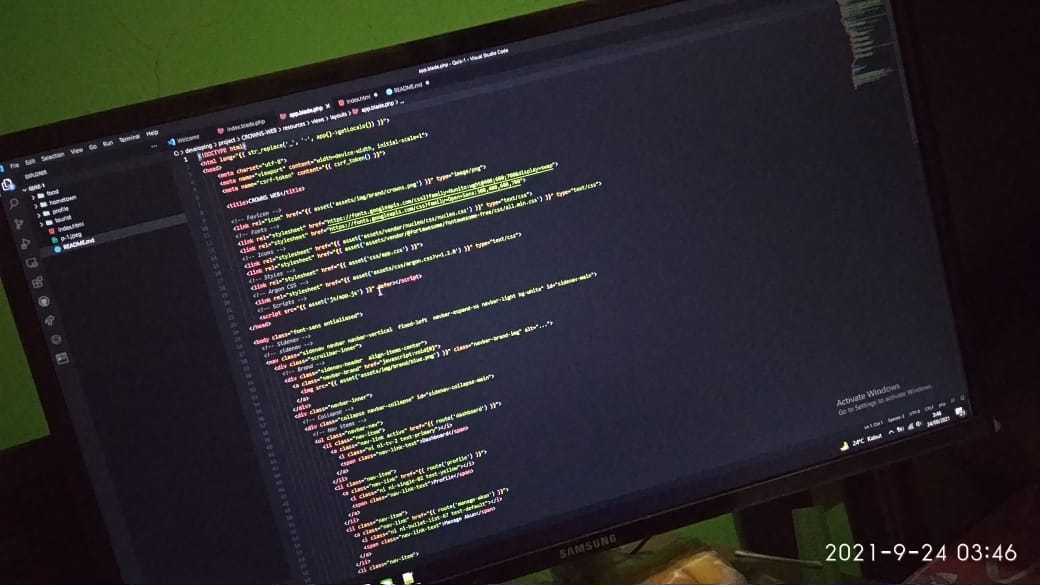 app.blade.php - Quix-1 - Visual Studio Code
File Edit Selection View Go Run Terminal Help
EXPLORER
QUIX-1
food
hometown
profile
tourist
index.html
p-1.jpeg
README.md
Welcome
index.blade.php
app.blade.php
index.html
README.md
C: > developing > project > CROWNS-WEB > resources > views > layouts > app.blade.php > ...
<!DOCTYPE html>
<html lang="{{ str_replace('_', '-', app()->getLocale()) }}">
<head>
<meta charset="utf-8">
<meta name="viewport" content="width=device-width, initial-scale=1">
<meta name="csrf-token" content="{{ csrf_token() }}">
<title>CROWNS WEB</title>
<!-- Favicon -->
<link rel="icon" href="{{ asset('assets/img/brand/crowns.png') }}" type="image/png">
<!-- Fonts -->
<link rel="stylesheet" href="https://fonts.googleapis.com/css2?family=Nunito:wght@400;600;700&display=swap">
<link rel="stylesheet" href="https://fonts.googleapis.com/css?family=Open+Sans:300,400,600,700">
<!-- Icons -->
<link rel="stylesheet" href="{{ asset('assets/vendor/nucleo/css/nucleo.css') }}" type="text/css">
<link rel="stylesheet" href="{{ asset('assets/vendor/@fortawesome/fontawesome-free/css/all.min.css') }}" type="text/css">
<!-- Styles -->
<link rel="stylesheet" href="{{ asset('css/app.css') }}">
<!-- Argon CSS -->
<link rel="stylesheet" href="{{ asset('assets/css/argon.css?v=1.2.0') }}" type="text/css">
<!-- Scripts -->
<script src="{{ asset('js/app.js') }}" defer></script>
</head>
<body class="font-sans antialiased">
<!-- Sidenav -->
<!-- sidenav -->
<nav class="sidenav navbar navbar-vertical fixed-left navbar-expand-xs navbar-light bg-white" id="sidenav-main">
<div class="scrollbar-inner">
<!-- Brand -->
<div class="sidenav-header align-items-center">
<a class="navbar-brand" href="javascript:void(0)">
<img src="{{ asset('assets/img/brand/blue.png') }}" class="navbar-brand-img" alt="...">
</a>
</div>
<div class="navbar-inner">
<!-- Collapse -->
<div class="collapse navbar-collapse" id="sidenav-collapse-main">
<!-- Nav items -->
<ul class="navbar-nav">
<li class="nav-item">
<a class="nav-link active" href="{{ route('dashboard') }}">
<i class="ni ni-tv-2 text-primary"></i>
<span class="nav-link-text">Dashboard</span>
</a>
</li>
<li class="nav-item">
<a class="nav-link" href="{{ route('profile') }}">
<i class="ni ni-single-02 text-yellow"></i>
<span class="nav-link-text">Profile</span>
</a>
</li>
<li class="nav-item">
<a class="nav-link" href="{{ route('manage-akun') }}">
<i class="ni ni-bullet-list-67 text-default"></i>
<span class="nav-link-text">Manage Akun</span>
</a>
</li>
<li class="nav-item">
Activate Windows
Go to Settings to activate Windows.
24°C Kabut
3:46
24/09/2021
SAMSUNG
2021-9-24 03:46